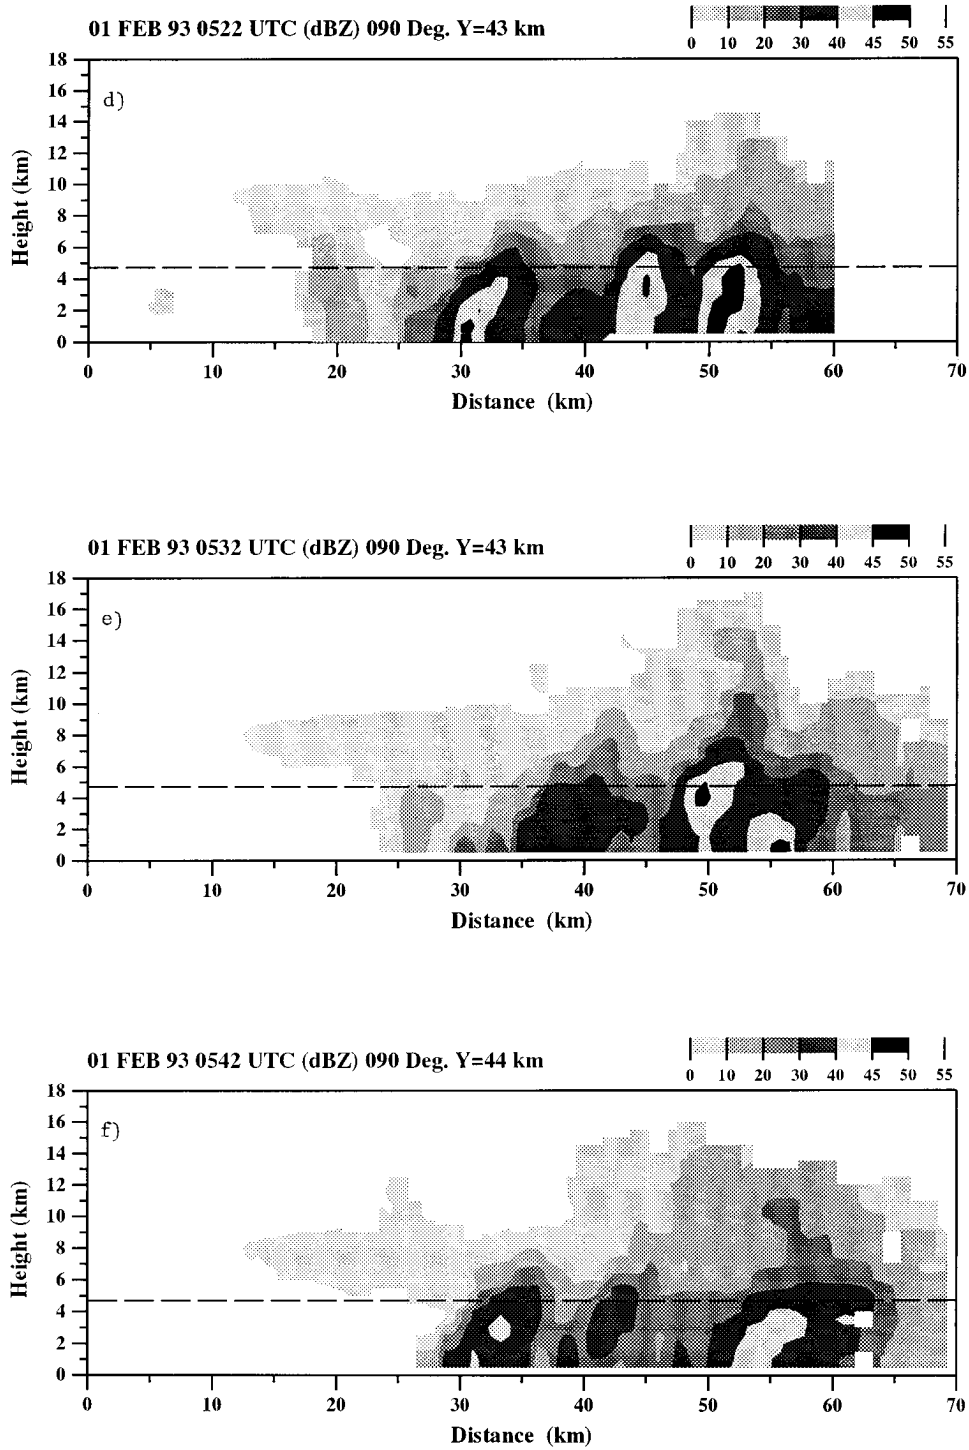 01 FEB 93 0522 UTC (dBZ) 090 Deg. Y=43 km
0 10 20 30 40 45 50 55
d)
18
16
14
12
10
8
6
4
2
0
Height (km)
0 10 20 30 40 50 60 70
Distance (km)
01 FEB 93 0532 UTC (dBZ) 090 Deg. Y=43 km
0 10 20 30 40 45 50 55
e)
18
16
14
12
10
8
6
4
2
0
Height (km)
0 10 20 30 40 50 60 70
Distance (km)
01 FEB 93 0542 UTC (dBZ) 090 Deg. Y=44 km
0 10 20 30 40 45 50 55
f)
18
16
14
12
10
8
6
4
2
0
Height (km)
0 10 20 30 40 50 60 70
Distance (km)